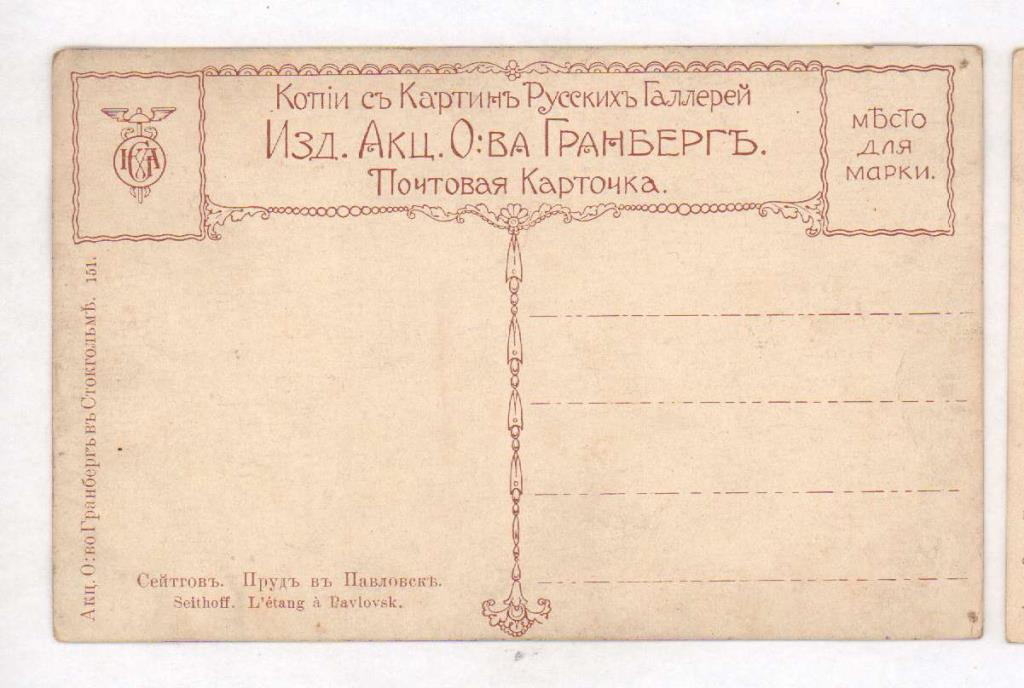 Копіи съ Картинъ Русскихъ Галлерей
Изд. Акц. О:ва Гранбергъ.
Почтовая Карточка.
Мѣсто
для
марки.
Акц. О:во Гранбергъ въ Стокгольмѣ. 151.
Сейтговъ. Прудъ въ Павловскѣ.
Seithoff. L'étang à Pavlovsk.